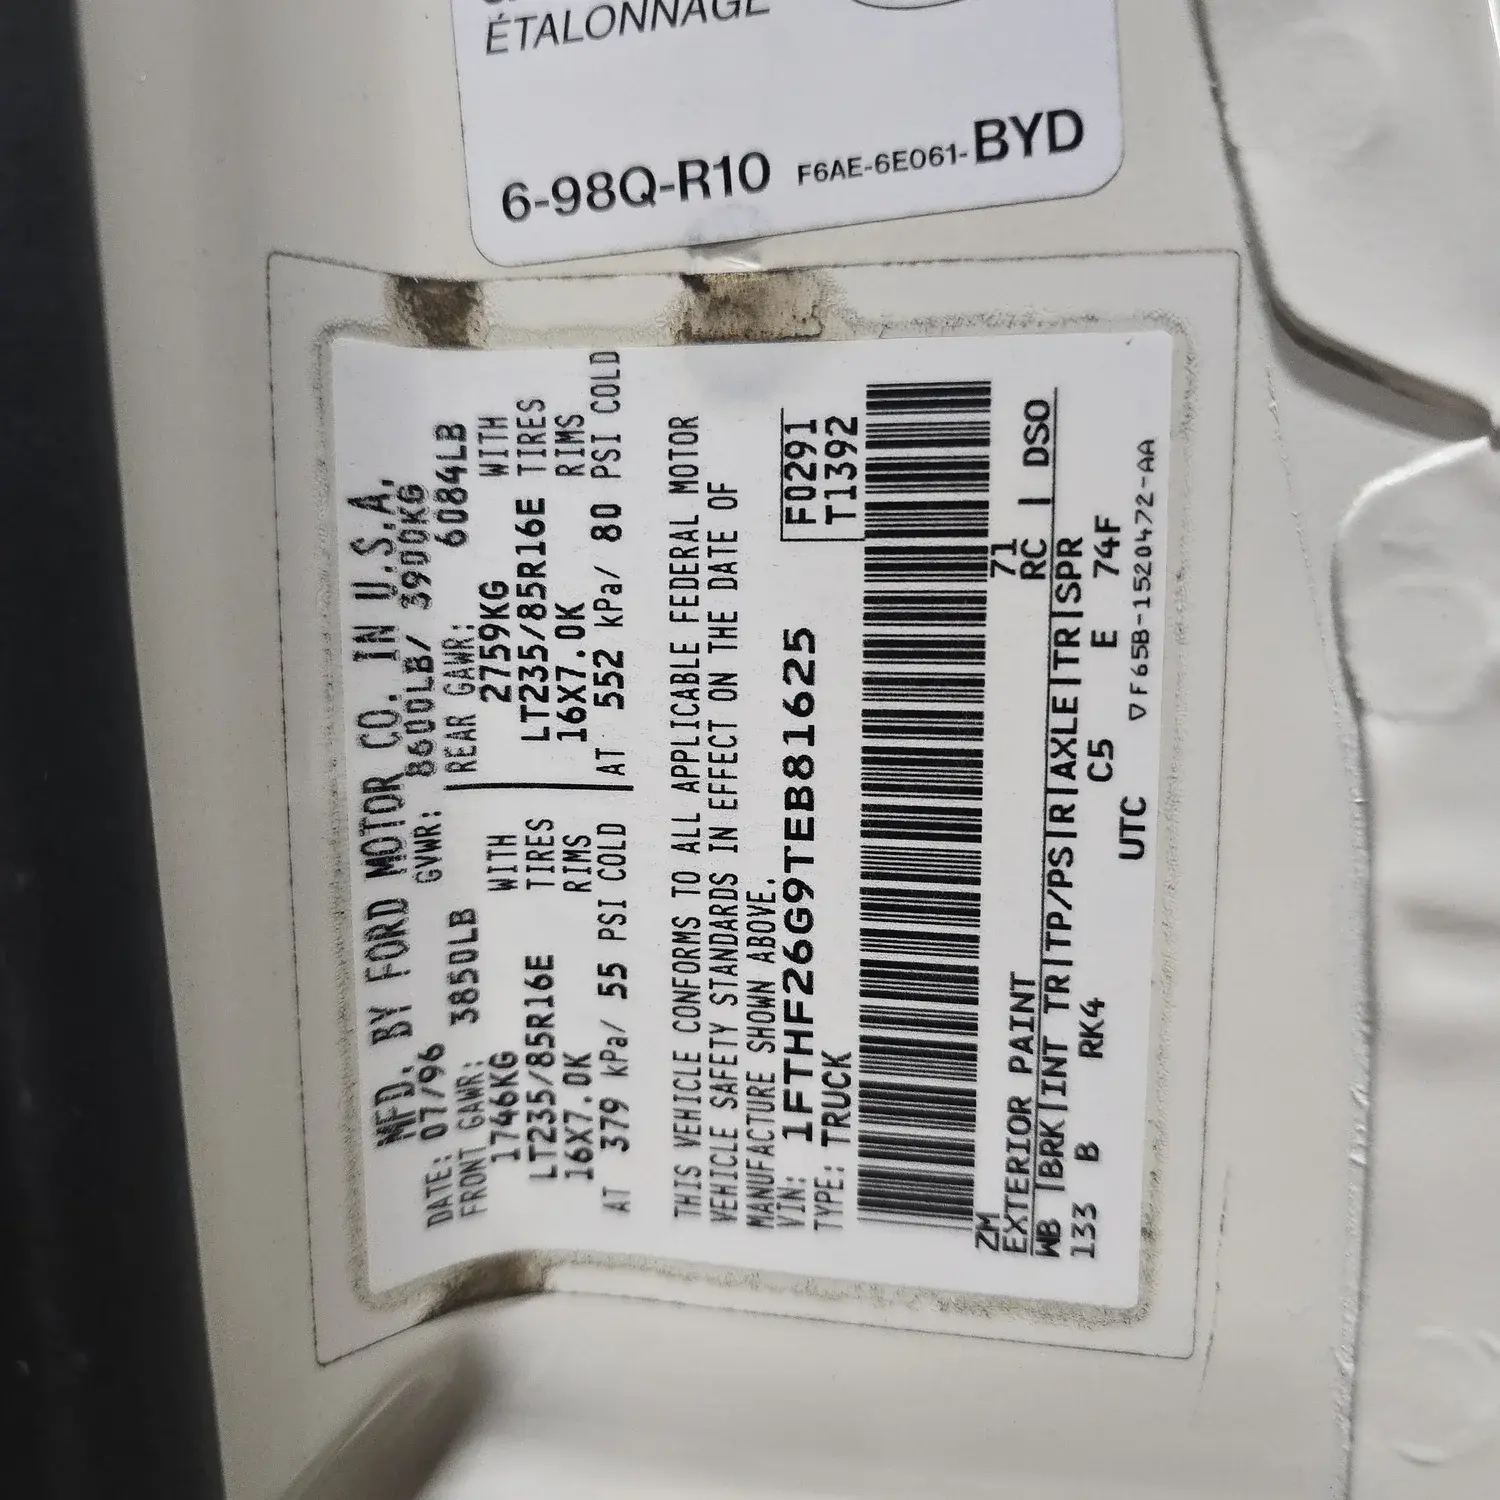 ÉTALONNAGE
6-98Q-R10 F6AE-6E061-BYD
MFD. BY FORD MOTOR CO. IN U.S.A.
DATE: 07/96 GVWR: 8600LB/ 3900KG
FRONT GAWR: 3850LB REAR GAWR: 6084LB
1746KG WITH 2759KG WITH
LT235/85R16E TIRES LT235/85R16E TIRES
16X7.0K RIMS 16X7.0K RIMS
AT 379 kPa/ 55 PSI COLD AT 552 kPa/ 80 PSI COLD
THIS VEHICLE CONFORMS TO ALL APPLICABLE FEDERAL MOTOR
VEHICLE SAFETY STANDARDS IN EFFECT ON THE DATE OF
MANUFACTURE SHOWN ABOVE.
VIN: 1FTHF26G9TEB81625 F0291
TYPE: TRUCK T1392
ZM 71
EXTERIOR PAINT RC | DSO
WB |BRK|INT TR|TP/PS|R|AXLE|TR|SPR
133 B RK4 C5 E 74F
UTC ▽F65B-1520472-AA